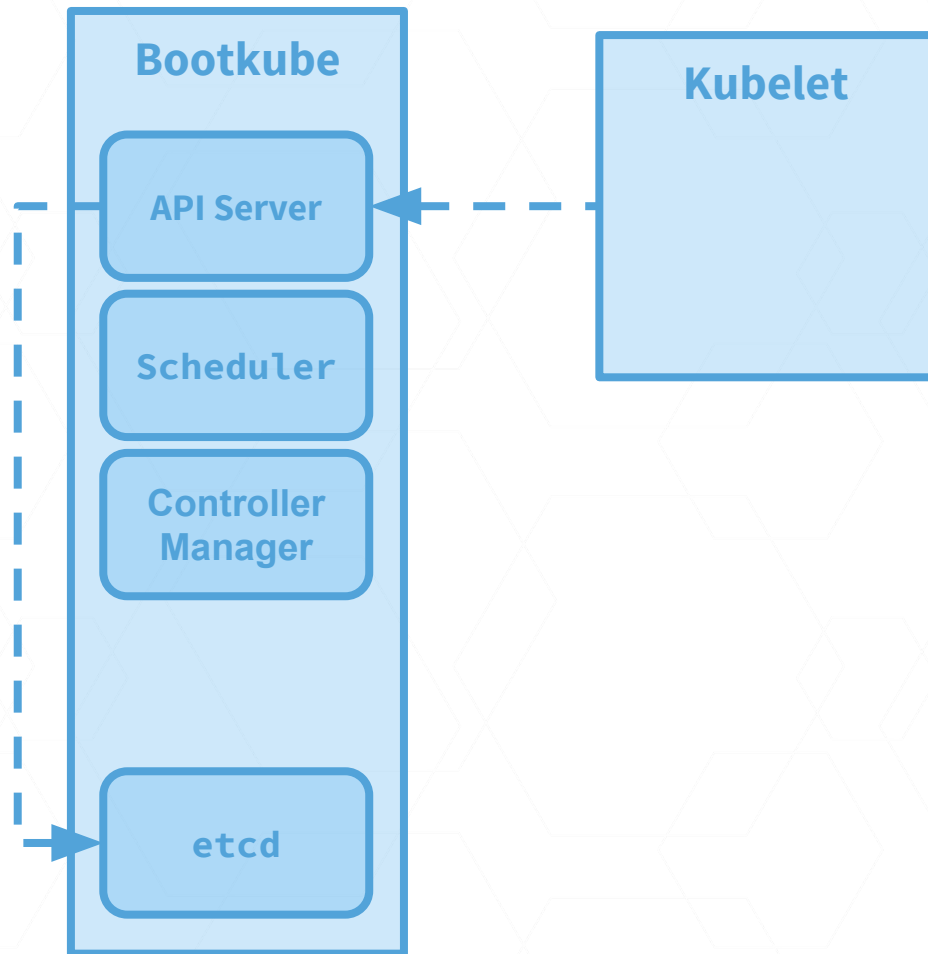 Bootkube
API Server
Scheduler
Controller
Manager
etcd
Kubelet